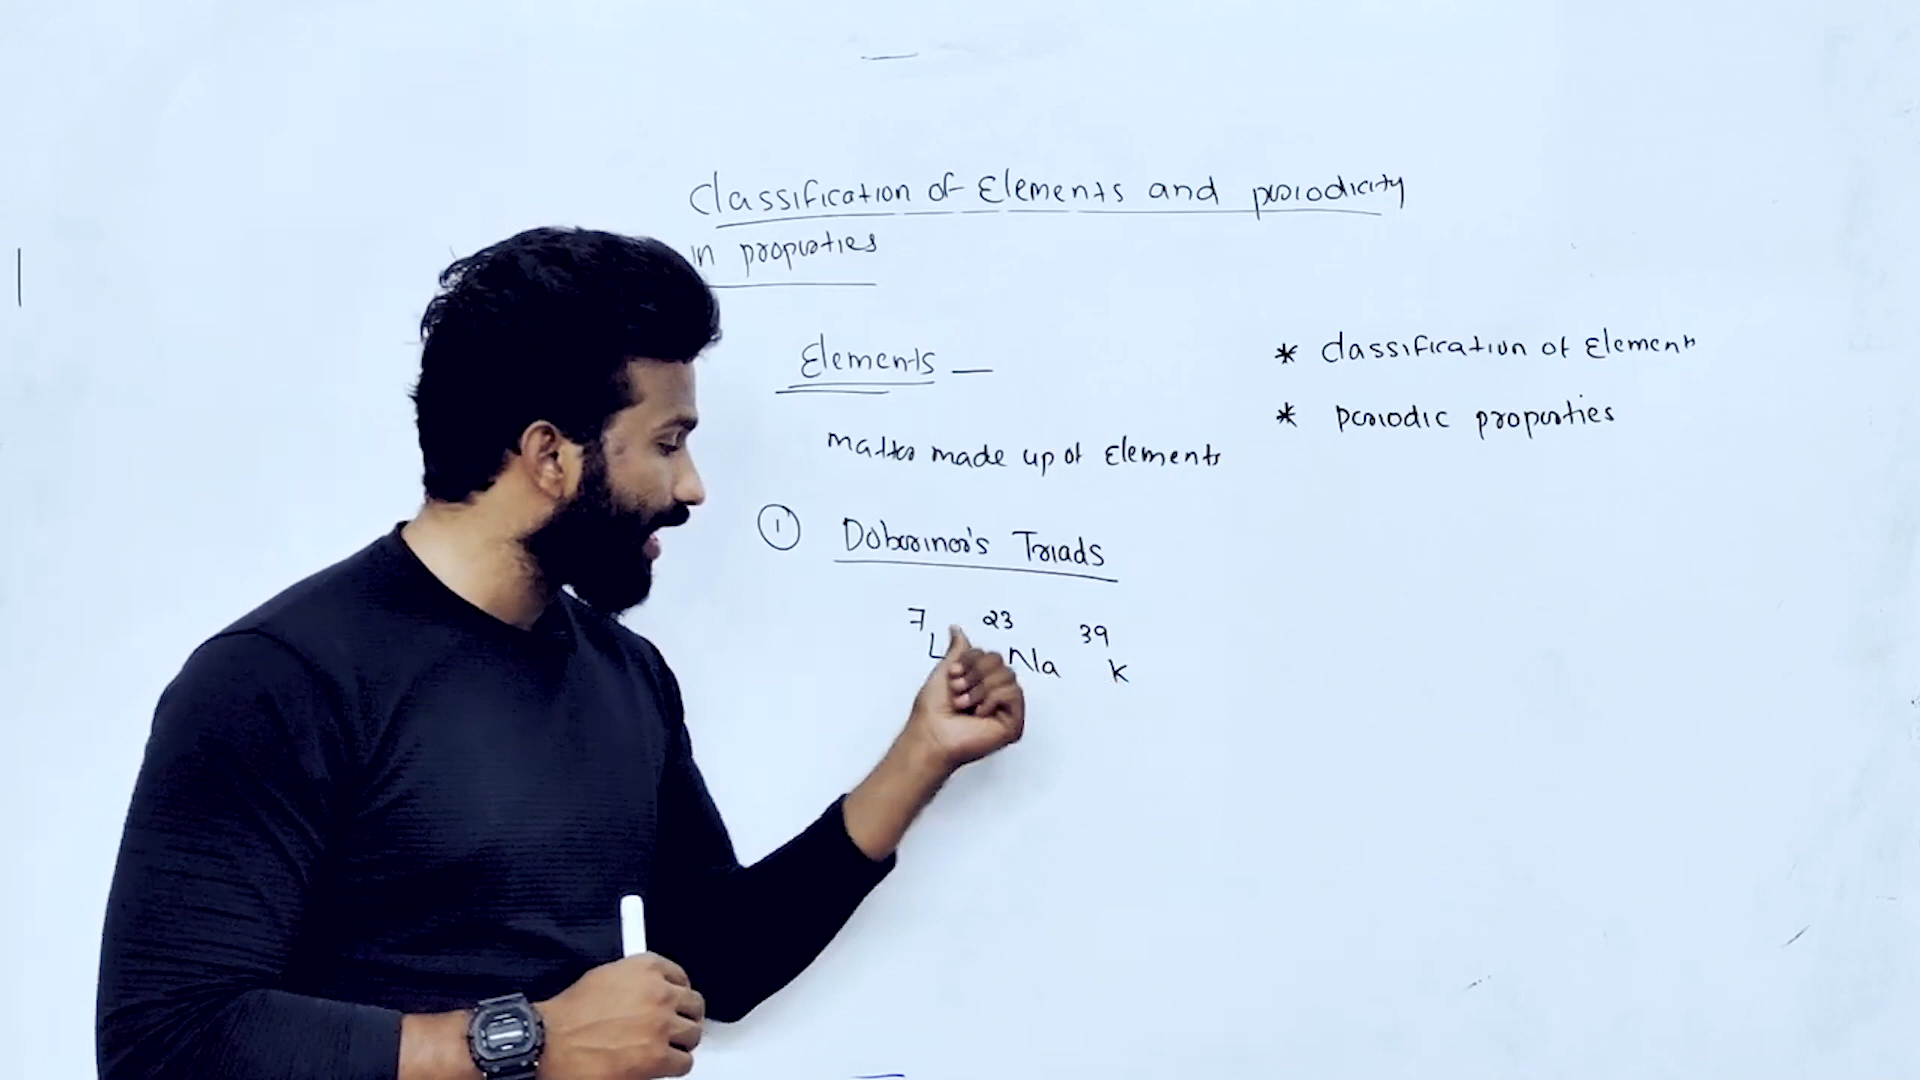 Classification of Elements and periodicity
in properties
Elements —
* classification of Elements
matter made up of Elements
* periodic properties
1 Doberiner's Triads
7 23 39
L Na K